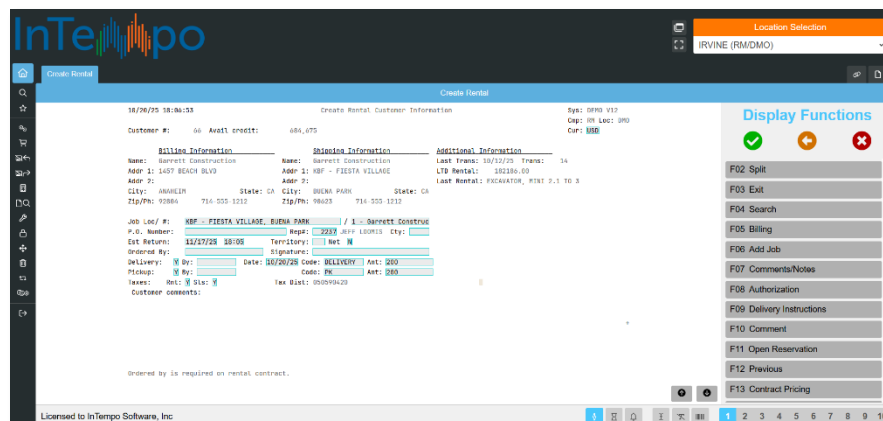 InTempo
Location Selection
IRVINE (RM/DMO)
Create Rental
Create Rental
10/20/25 18:06:53 Create Rental Customer Information Sys: DEMO V12
Cmp: RM Loc: DMO
Customer #: 66 Avail credit: 684,675 Cur: USD
Billing Information Shipping Information Additional Information
Name: Garrett Construction Name: Garrett Construction Last Trans: 10/12/25 Trans: 14
Addr 1: 1457 BEACH BLVD Addr 1: KBF - FIESTA VILLAGE LTD Rental: 102186.00
Addr 2: Addr 2: Last Rental: EXCAVATOR, MINI 2.1 TO 3
City: ANAHEIM State: CA City: BUENA PARK State: CA
Zip/Ph: 92804 714-555-1212 Zip/Ph: 90623 714-555-1212
Job Loc/ #: KBF - FIESTA VILLAGE, BUENA PARK / 1 - Garrett Construc
P.O. Number: Rep#: 2237 JEFF LOOMIS Cty:
Est Return: 11/17/25 18:05 Territory: Net N
Ordered By: Signature:
Delivery: Y By: Date: 10/20/25 Code: DELIVERY Amt: 200
Pickup: Y By: Code: PK Amt: 200
Taxes: Rnt: Y Sls: Y Tax Dist: 050590420
Customer comments:
Ordered by is required on rental contract.
Display Functions
F02 Split
F03 Exit
F04 Search
F05 Billing
F06 Add Job
F07 Comments/Notes
F08 Authorization
F09 Delivery Instructions
F10 Comment
F11 Open Reservation
F12 Previous
F13 Contract Pricing
Licensed to InTempo Software, Inc
1 2 3 4 5 6 7 8 9 10